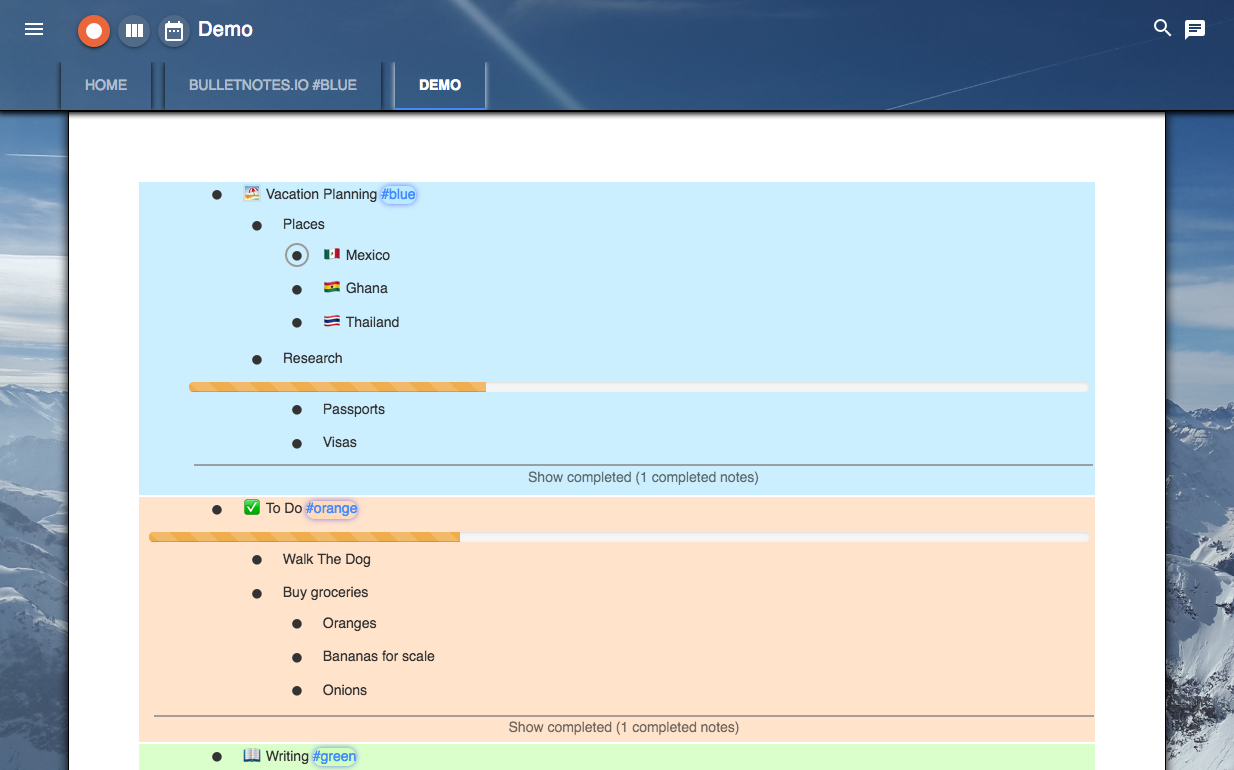 Demo
HOME
BULLETNOTES.IO #BLUE
DEMO
Vacation Planning #blue
Places
Mexico
Ghana
Thailand
Research
Passports
Visas
Show completed (1 completed notes)
To Do #orange
Walk The Dog
Buy groceries
Oranges
Bananas for scale
Onions
Show completed (1 completed notes)
Writing #green